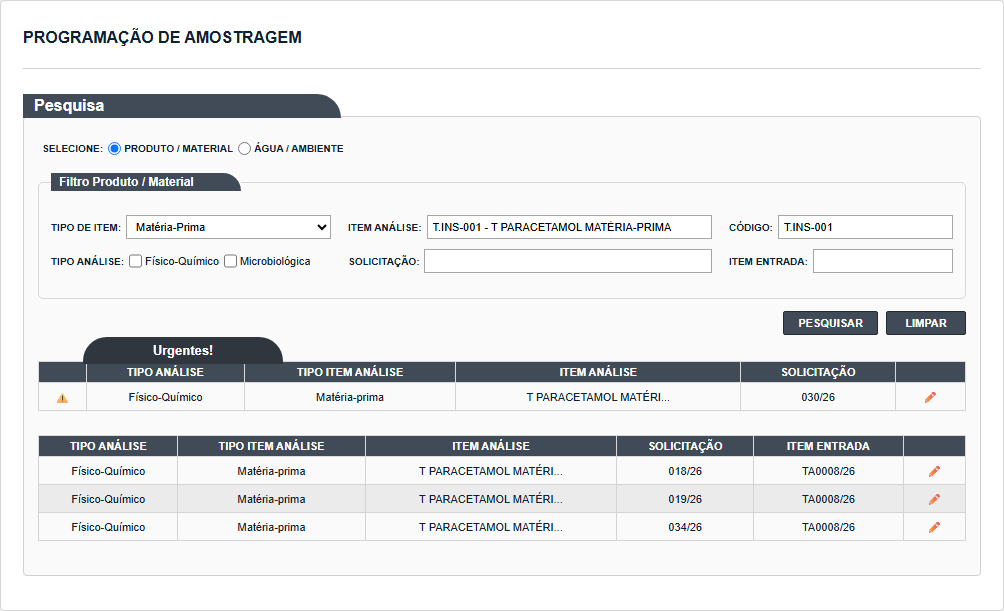 PROGRAMAÇÃO DE AMOSTRAGEM
Pesquisa
SELECIONE: PRODUTO / MATERIAL ÁGUA / AMBIENTE
Filtro Produto / Material
TIPO DE ITEM: Matéria-Prima ITEM ANÁLISE: T.INS-001 - T PARACETAMOL MATÉRIA-PRIMA CÓDIGO: T.INS-001
TIPO ANÁLISE: Físico-Químico Microbiológica SOLICITAÇÃO: ITEM ENTRADA:
PESQUISAR LIMPAR
Urgentes!
TIPO ANÁLISE TIPO ITEM ANÁLISE ITEM ANÁLISE SOLICITAÇÃO
Físico-Químico Matéria-prima T PARACETAMOL MATÉRI... 030/26
TIPO ANÁLISE TIPO ITEM ANÁLISE ITEM ANÁLISE SOLICITAÇÃO ITEM ENTRADA
Físico-Químico Matéria-prima T PARACETAMOL MATÉRI... 018/26 TA0008/26
Físico-Químico Matéria-prima T PARACETAMOL MATÉRI... 019/26 TA0008/26
Físico-Químico Matéria-prima T PARACETAMOL MATÉRI... 034/26 TA0008/26